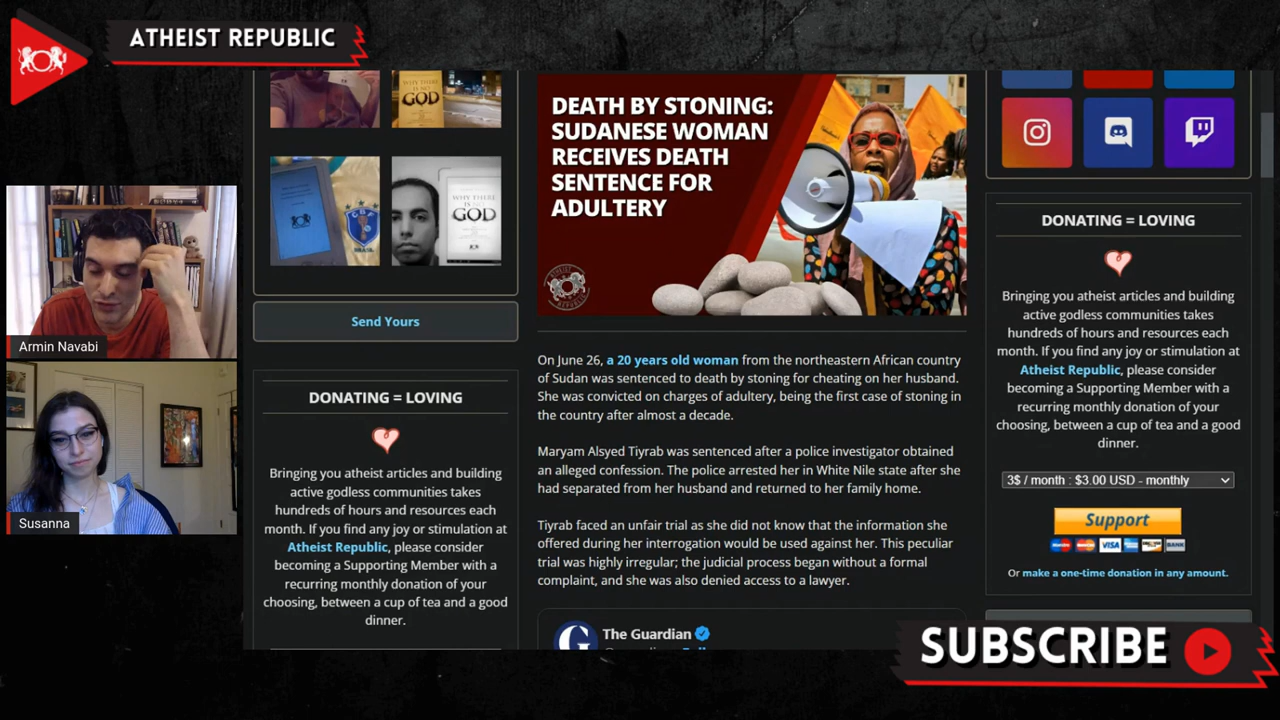 ATHEIST REPUBLIC
WHY THERE
IS NO
GOD
CBF
BRASIL
WHY THERE
IS NO
GOD
Send Yours
DONATING = LOVING
Bringing you atheist articles and building
active godless communities takes
hundreds of hours and resources each
month. If you find any joy or stimulation at
Atheist Republic, please consider
becoming a Supporting Member with a
recurring monthly donation of your
choosing, between a cup of tea and a good
dinner.
DEATH BY STONING:
SUDANESE WOMAN
RECEIVES DEATH
SENTENCE FOR
ADULTERY
ATHEIST
REPUBLIC
On June 26, a 20 years old woman from the northeastern African country
of Sudan was sentenced to death by stoning for cheating on her husband.
She was convicted on charges of adultery, being the first case of stoning in
the country after almost a decade.
Maryam Alsyed Tiyrab was sentenced after a police investigator obtained
an alleged confession. The police arrested her in White Nile state after she
had separated from her husband and returned to her family home.
Tiyrab faced an unfair trial as she did not know that the information she
offered during her interrogation would be used against her. This peculiar
trial was highly irregular; the judicial process began without a formal
complaint, and she was also denied access to a lawyer.
The Guardian
DONATING = LOVING
Bringing you atheist articles and building
active godless communities takes
hundreds of hours and resources each
month. If you find any joy or stimulation at
Atheist Republic, please consider
becoming a Supporting Member with a
recurring monthly donation of your
choosing, between a cup of tea and a good
dinner.
3$ / month : $3.00 USD - monthly
Support
VISA
BANK
Or make a one-time donation in any amount.
Armin Navabi
Susanna
SUBSCRIBE